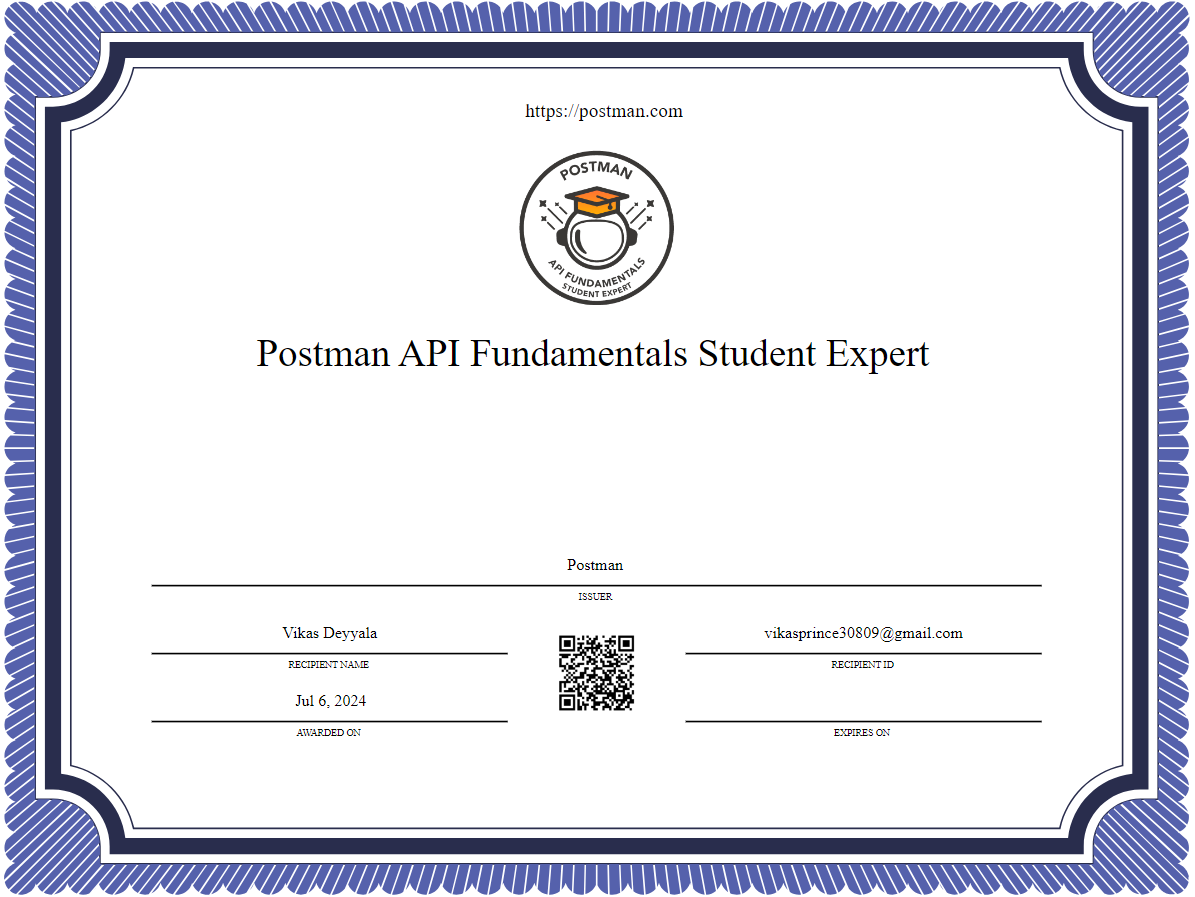 https://postman.com
POSTMAN
API FUNDAMENTALS
STUDENT EXPERT
Postman API Fundamentals Student Expert
Postman
ISSUER
Vikas Deyyala
RECIPIENT NAME
vikasprince30809@gmail.com
RECIPIENT ID
Jul 6, 2024
AWARDED ON
EXPIRES ON